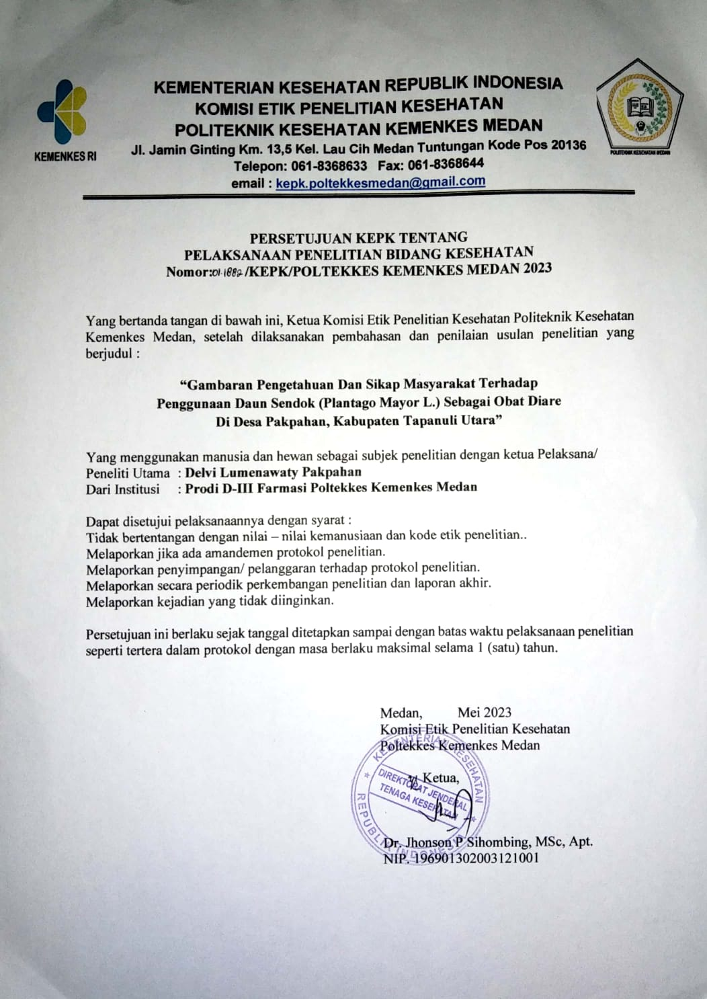 KEMENKES RI
KEMENTERIAN KESEHATAN REPUBLIK INDONESIA
KOMISI ETIK PENELITIAN KESEHATAN
POLITEKNIK KESEHATAN KEMENKES MEDAN
Jl. Jamin Ginting Km. 13,5 Kel. Lau Cih Medan Tuntungan Kode Pos 20136
Telepon: 061-8368633 Fax: 061-8368644
email : kepk.poltekkesmedan@gmail.com
POLITEKNIK KESEHATAN MEDAN
PERSETUJUAN KEPK TENTANG
PELAKSANAAN PENELITIAN BIDANG KESEHATAN
Nomor:01.1882/KEPK/POLTEKKES KEMENKES MEDAN 2023
Yang bertanda tangan di bawah ini, Ketua Komisi Etik Penelitian Kesehatan Politeknik Kesehatan
Kemenkes Medan, setelah dilaksanakan pembahasan dan penilaian usulan penelitian yang
berjudul :
“Gambaran Pengetahuan Dan Sikap Masyarakat Terhadap
Penggunaan Daun Sendok (Plantago Mayor L.) Sebagai Obat Diare
Di Desa Pakpahan, Kabupaten Tapanuli Utara”
Yang menggunakan manusia dan hewan sebagai subjek penelitian dengan ketua Pelaksana/
Peneliti Utama : Delvi Lumenawaty Pakpahan
Dari Institusi : Prodi D-III Farmasi Poltekkes Kemenkes Medan
Dapat disetujui pelaksanaannya dengan syarat :
Tidak bertentangan dengan nilai – nilai kemanusiaan dan kode etik penelitian..
Melaporkan jika ada amandemen protokol penelitian.
Melaporkan penyimpangan/ pelanggaran terhadap protokol penelitian.
Melaporkan secara periodik perkembangan penelitian dan laporan akhir.
Melaporkan kejadian yang tidak diinginkan.
Persetujuan ini berlaku sejak tanggal ditetapkan sampai dengan batas waktu pelaksanaan penelitian
seperti tertera dalam protokol dengan masa berlaku maksimal selama 1 (satu) tahun.
Medan, Mei 2023
Komisi Etik Penelitian Kesehatan
Poltekkes Kemenkes Medan
Ketua,
KEMENTERIAN KESEHATAN
DIREKTORAT JENDERAL
TENAGA KESEHATAN
REPUBLIK INDONESIA
Dr. Jhonson P Sihombing, MSc, Apt.
NIP. 196901302003121001